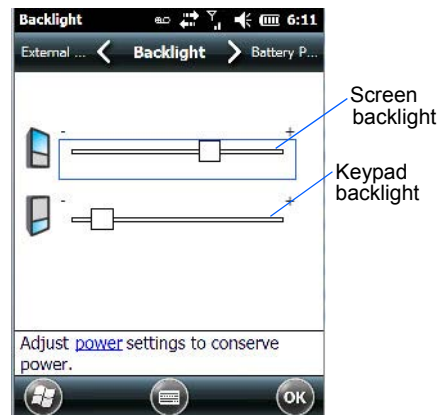 Backlight 6:11
External ... Backlight Battery P...
- +
Screen
backlight
- +
Keypad
backlight
Adjust power settings to conserve
power.
OK